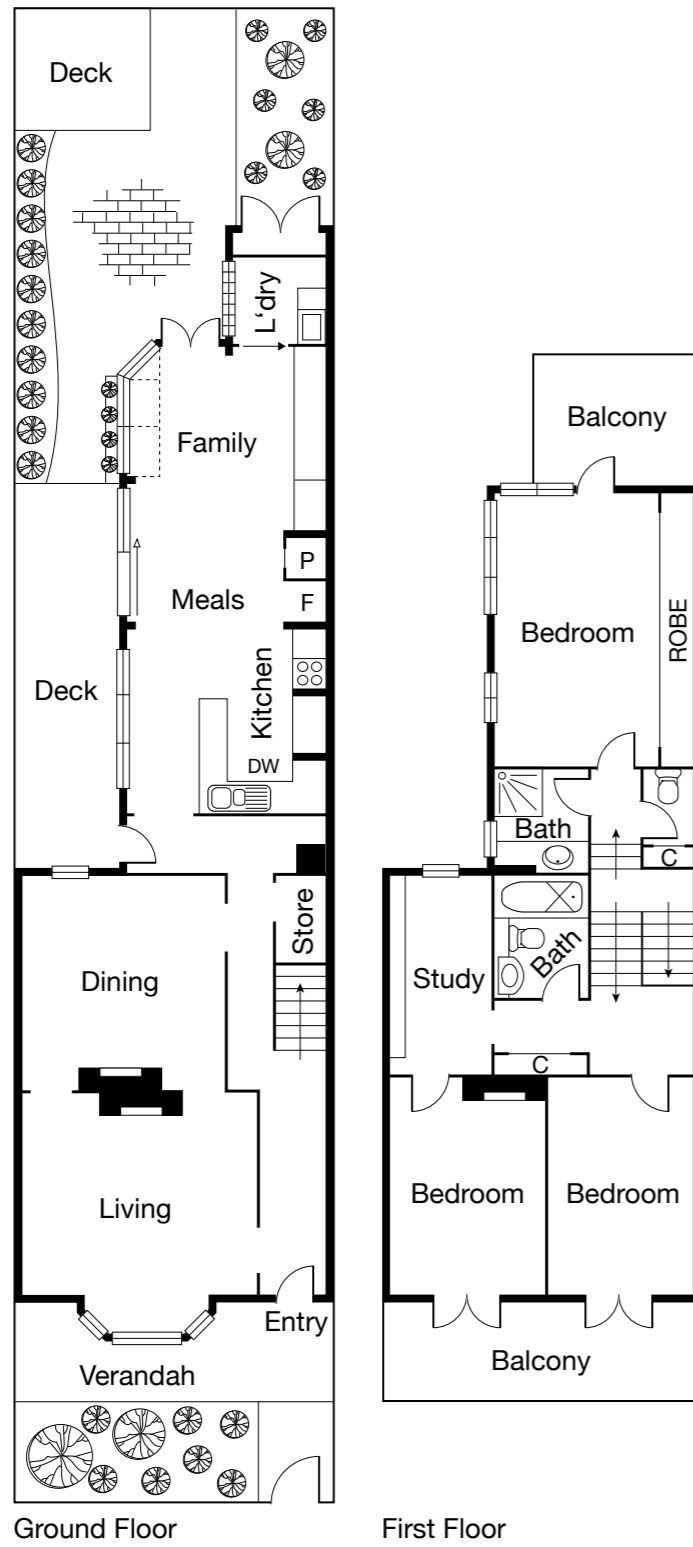 Deck
L'dry
Family
P
Meals
F
Kitchen
Deck
DW
Store
Dining
Living
Entry
Verandah
Ground Floor
Balcony
Bedroom
ROBE
Bath
C
Study
Bath
C
Bedroom
Bedroom
Balcony
First Floor